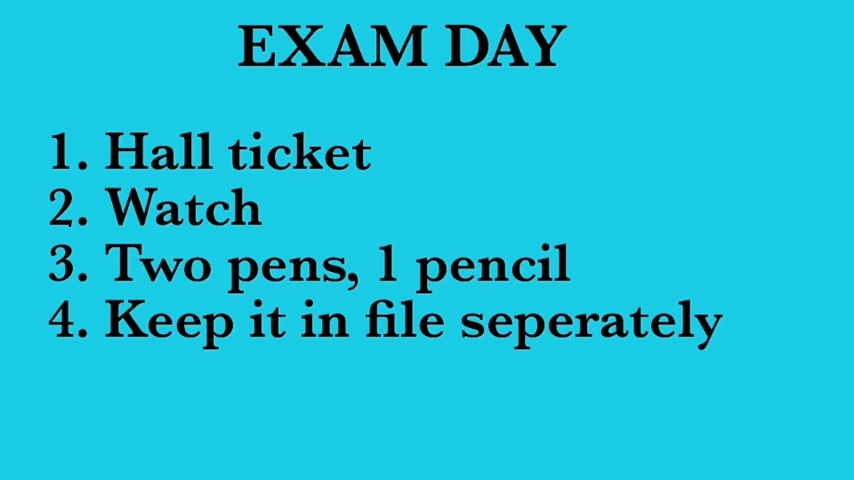 EXAM DAY
1. Hall ticket
2. Watch
3. Two pens, 1 pencil
4. Keep it in file seperately